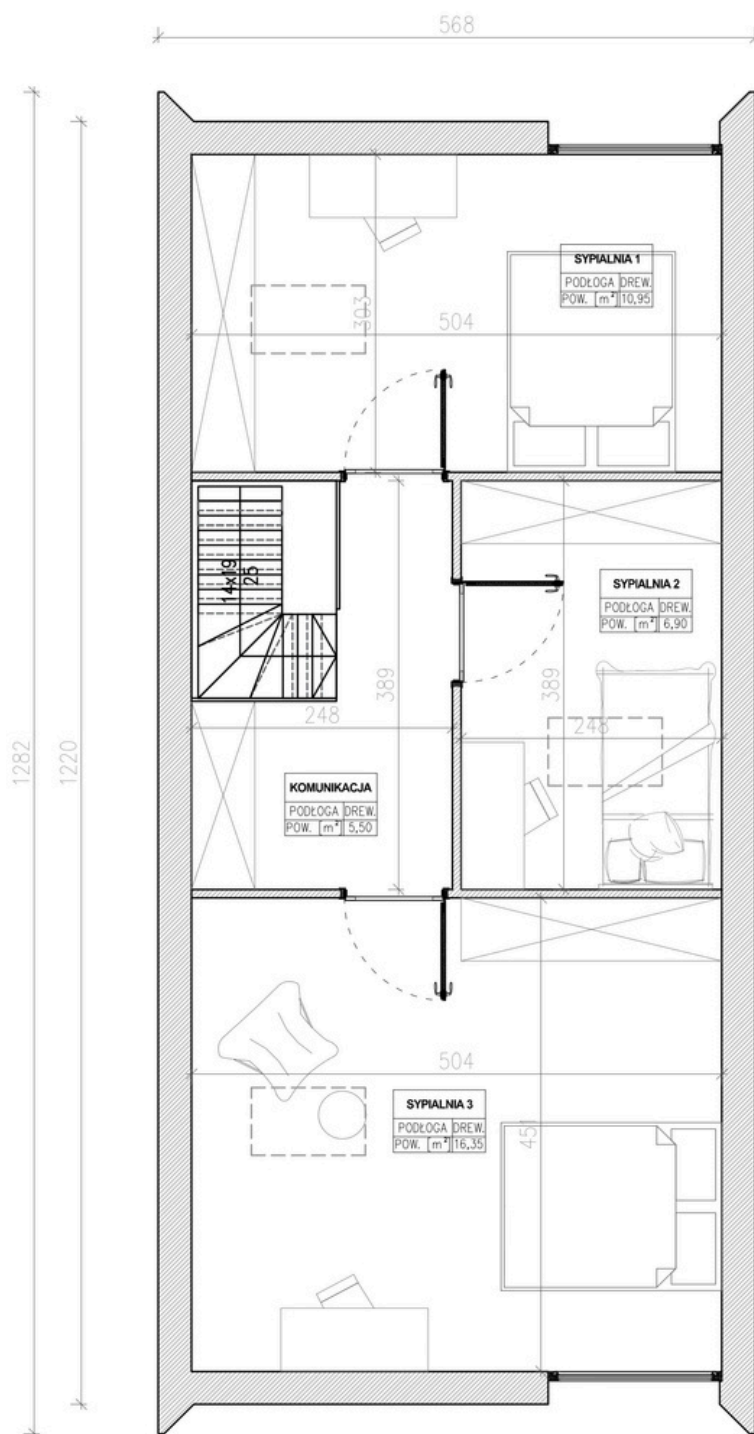 568
SYPIALNIA 1
PODŁOGA DREW.
POW. [m²] 10,95
303
504
14x19
25
SYPIALNIA 2
PODŁOGA DREW.
POW. [m²] 6,90
389
389
248
248
1282
1220
KOMUNIKACJA
PODŁOGA DREW.
POW. [m²] 5,50
504
SYPIALNIA 3
PODŁOGA DREW.
POW. [m²] 16,35
451